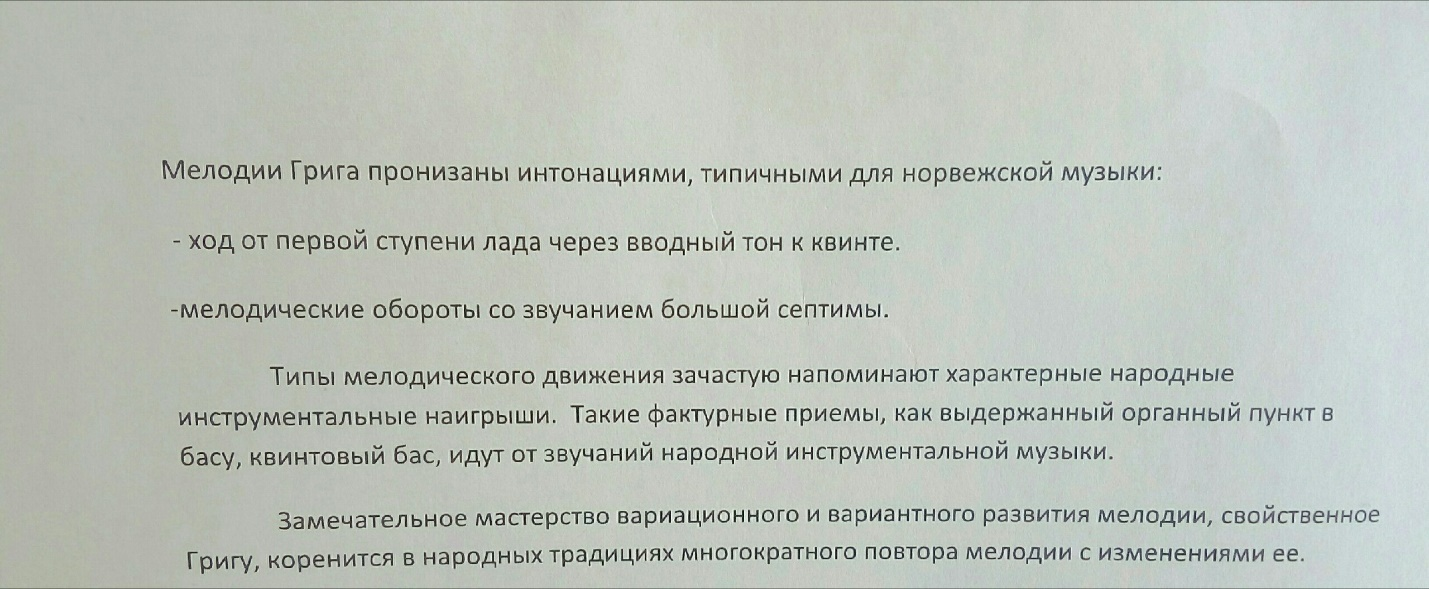 Мелодии Грига пронизаны интонациями, типичными для норвежской музыки:
- ход от первой ступени лада через вводный тон к квинте.
-мелодические обороты со звучанием большой септимы.
Типы мелодического движения зачастую напоминают характерные народные
инструментальные наигрыши. Такие фактурные приемы, как выдержанный органный пункт в
басу, квинтовый бас, идут от звучаний народной инструментальной музыки.
Замечательное мастерство вариационного и вариантного развития мелодии, свойственное
Григу, коренится в народных традициях многократного повтора мелодии с изменениями ее.